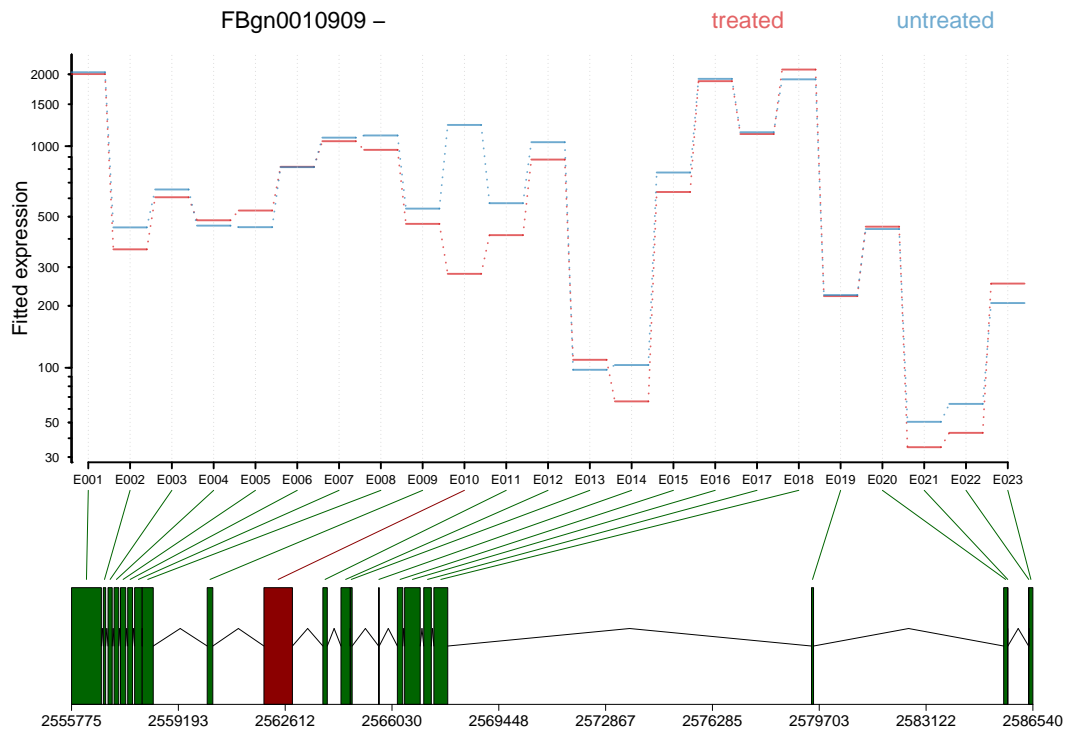 FBgn0010909 – treated untreated
2000
1500
1000
500
300
200
100
50
30
Fitted expression
E001 E002 E003 E004 E005 E006 E007 E008 E009 E010 E011 E012 E013 E014 E015 E016 E017 E018 E019 E020 E021 E022 E023
2555775 2559193 2562612 2566030 2569448 2572867 2576285 2579703 2583122 2586540